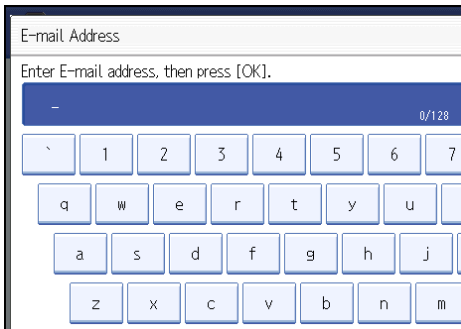 E-mail Address
Enter E-mail address, then press [OK].
_
0/128
` 1 2 3 4 5 6 7
q w e r t y u
a s d f g h j
z x c v b n m